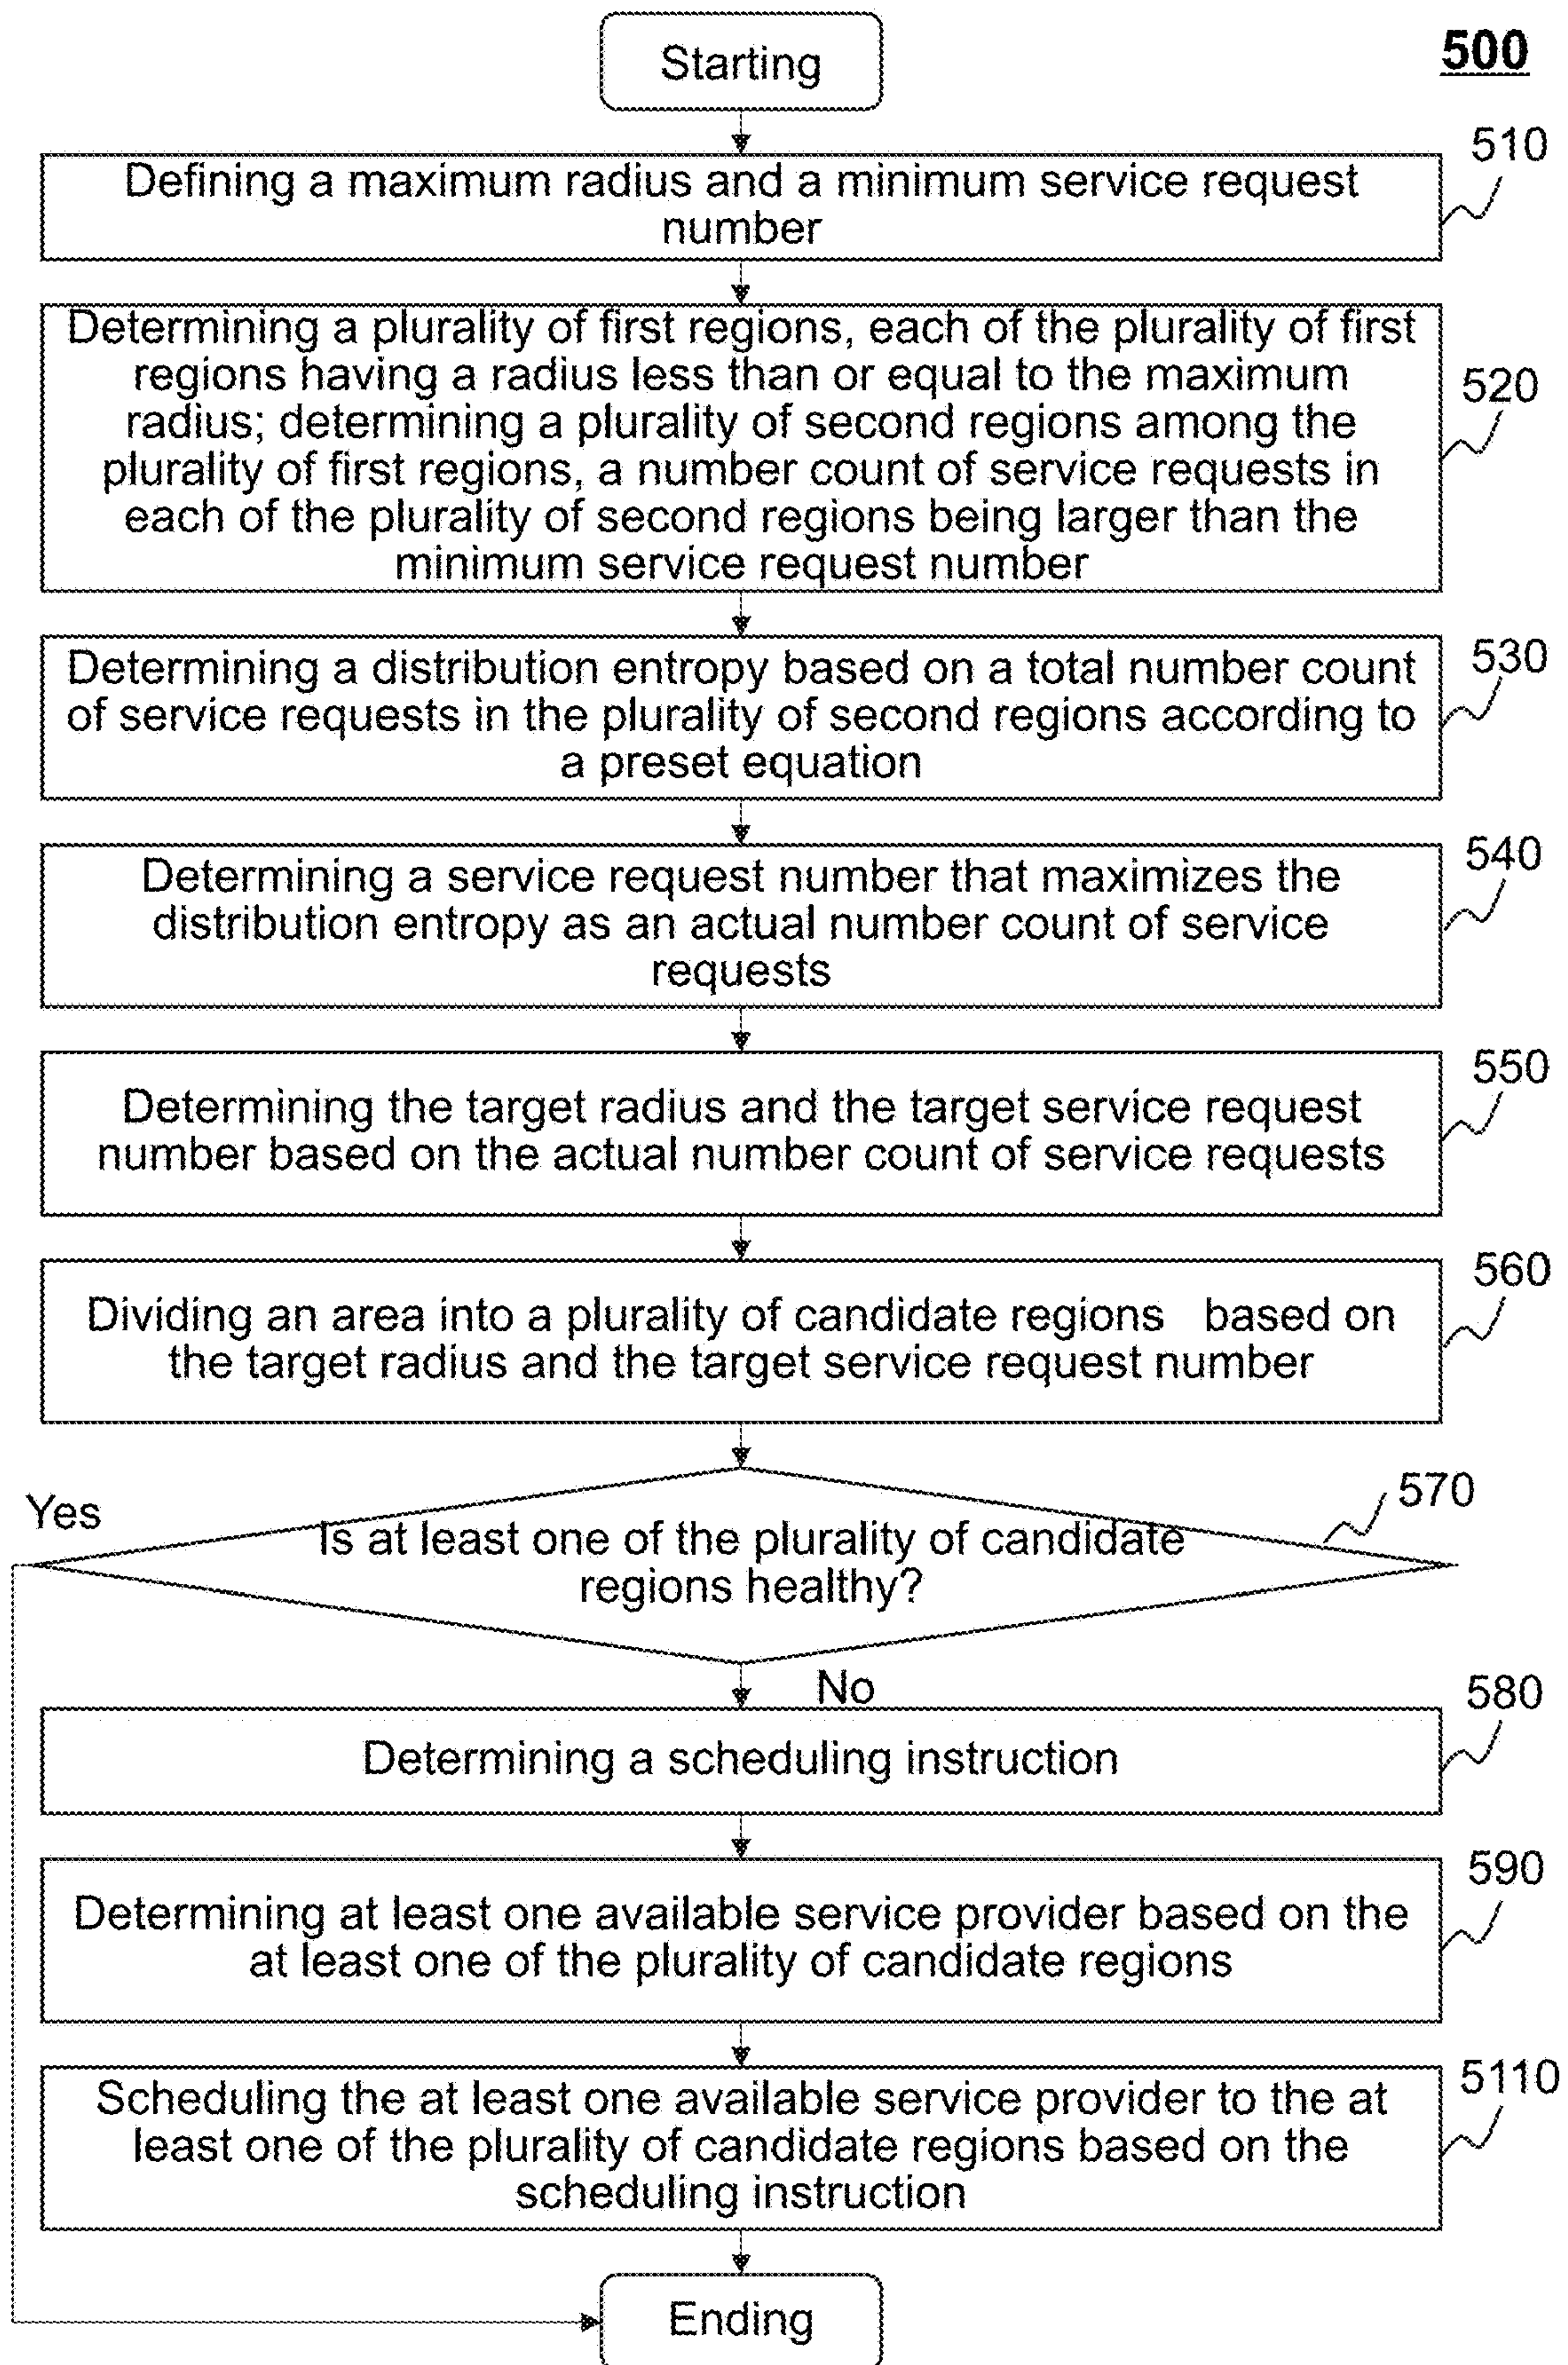 500
Starting
510
Defining a maximum radius and a minimum service request
number
520
Determining a plurality of first regions, each of the plurality of first
regions having a radius less than or equal to the maximum
radius; determining a plurality of second regions among the
plurality of first regions, a number count of service requests in
each of the plurality of second regions being larger than the
minimum service request number
530
Determining a distribution entropy based on a total number count
of service requests in the plurality of second regions according to
a preset equation
540
Determining a service request number that maximizes the
distribution entropy as an actual number count of service
requests
550
Determining the target radius and the target service request
number based on the actual number count of service requests
560
Dividing an area into a plurality of candidate regions based on
the target radius and the target service request number
570
Yes
Is at least one of the plurality of candidate
regions healthy?
No
580
Determining a scheduling instruction
590
Determining at least one available service provider based on the
at least one of the plurality of candidate regions
5110
Scheduling the at least one available service provider to the at
least one of the plurality of candidate regions based on the
scheduling instruction
Ending